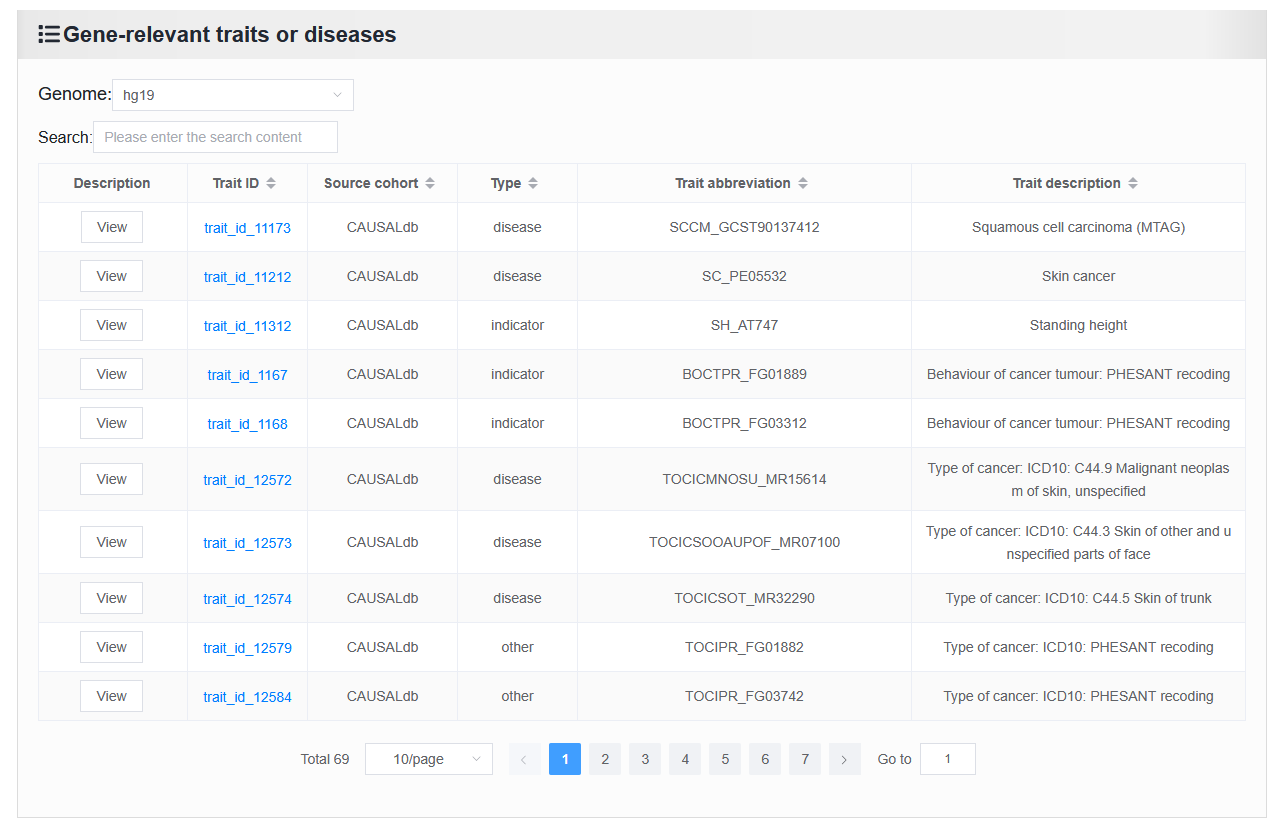 Gene-relevant traits or diseases
Genome: hg19
Search: Please enter the search content
Description Trait ID Source cohort Type Trait abbreviation Trait description
View trait_id_11173 CAUSALdb disease SCCM_GCST90137412 Squamous cell carcinoma (MTAG)
View trait_id_11212 CAUSALdb disease SC_PE05532 Skin cancer
View trait_id_11312 CAUSALdb indicator SH_AT747 Standing height
View trait_id_1167 CAUSALdb indicator BOCTPR_FG01889 Behaviour of cancer tumour: PHESANT recoding
View trait_id_1168 CAUSALdb indicator BOCTPR_FG03312 Behaviour of cancer tumour: PHESANT recoding
View trait_id_12572 CAUSALdb disease TOCICMNOSU_MR15614 Type of cancer: ICD10: C44.9 Malignant neoplas
m of skin, unspecified
View trait_id_12573 CAUSALdb disease TOCICSOOAUPOF_MR07100 Type of cancer: ICD10: C44.3 Skin of other and u
nspecified parts of face
View trait_id_12574 CAUSALdb disease TOCICSOT_MR32290 Type of cancer: ICD10: C44.5 Skin of trunk
View trait_id_12579 CAUSALdb other TOCIPR_FG01882 Type of cancer: ICD10: PHESANT recoding
View trait_id_12584 CAUSALdb other TOCIPR_FG03742 Type of cancer: ICD10: PHESANT recoding
Total 69 10/page 1 2 3 4 5 6 7 Go to 1